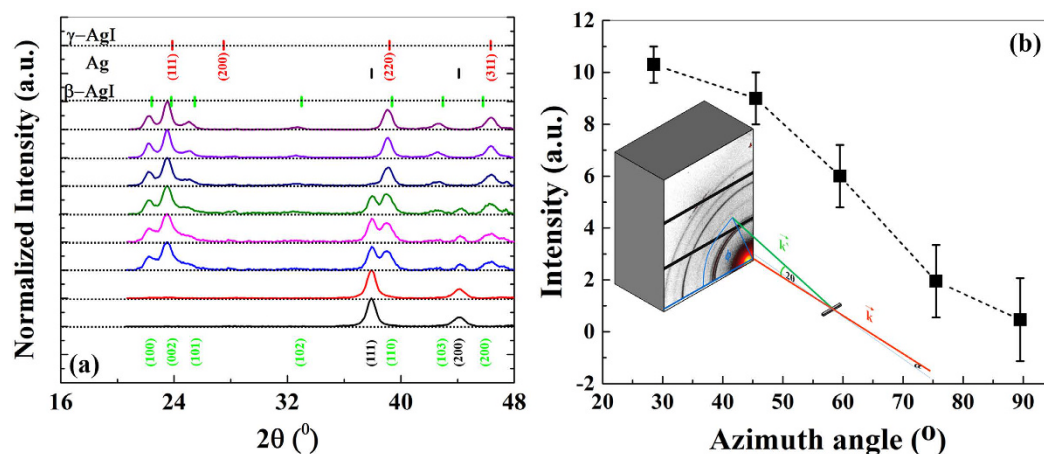 γ-AgI
(111)
(200)
(220)
(311)
Ag
β-AgI
Normalized Intensity (a.u.)
(a)
(100)
(002)
(101)
(102)
(111)
(110)
(103)
(200)
(200)
16
24
32
40
48
2θ (⁰)
(b)
12
10
8
6
4
2
0
-2
Intensity (a.u.)
2θ
k
α
20
30
40
50
60
70
80
90
Azimuth angle (⁰)